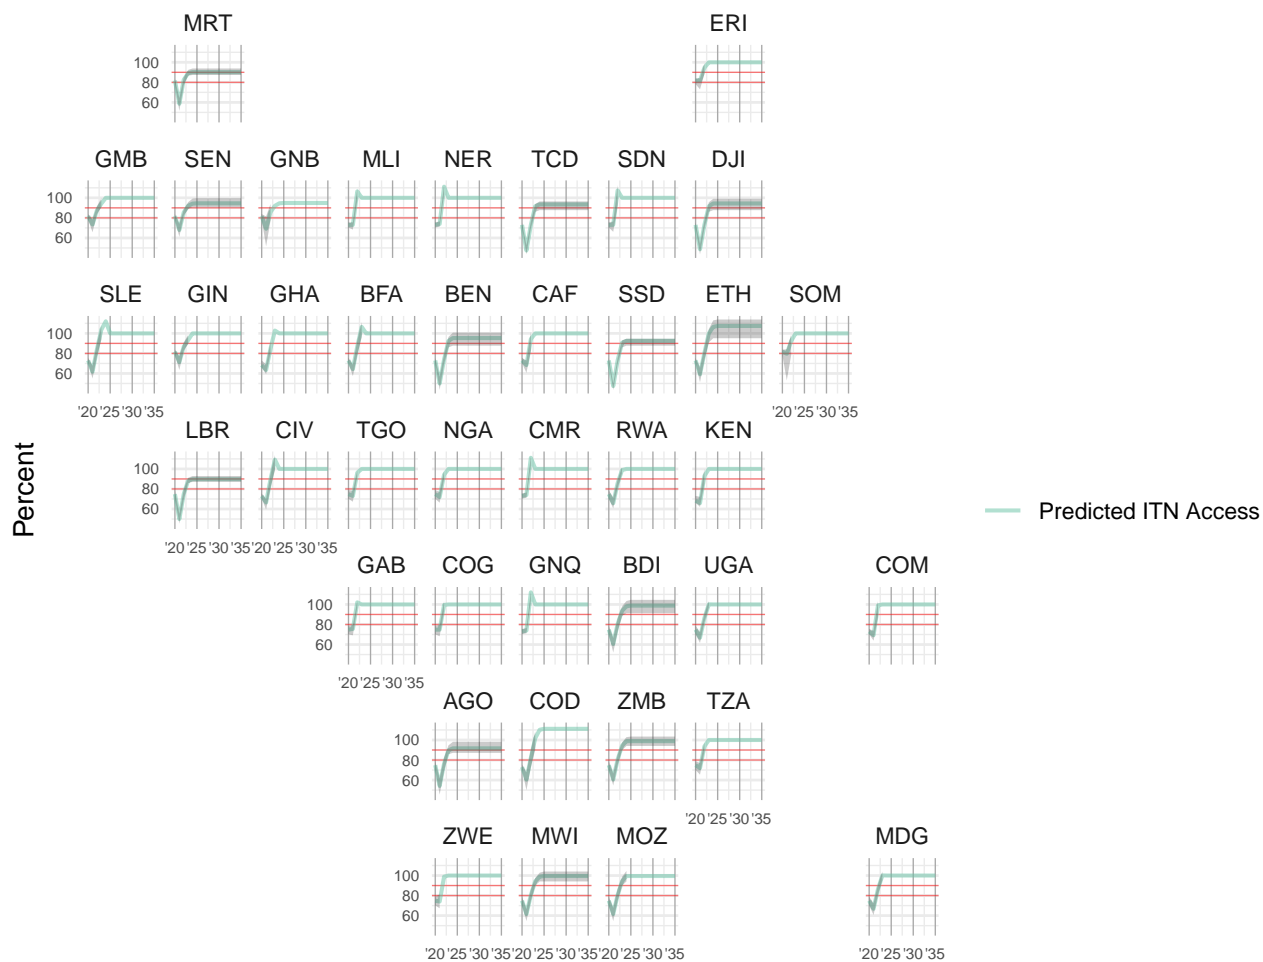 MRT ERI
100
80
60
GMB SEN GNB MLI NER TCD SDN DJI
100
80
60
SLE GIN GHA BFA BEN CAF SSD ETH SOM
100
80
60
'20 '25 '30 '35 '20 '25 '30 '35
LBR CIV TGO NGA CMR RWA KEN
100
80
60
Percent
Predicted ITN Access
'20 '25 '30 '35 '20 '25 '30 '35
GAB COG GNQ BDI UGA COM
100
80
60
'20 '25 '30 '35
AGO COD ZMB TZA
100
80
60
'20 '25 '30 '35
ZWE MWI MOZ MDG
100
80
60
'20 '25 '30 '35 '20 '25 '30 '35 '20 '25 '30 '35 '20 '25 '30 '35